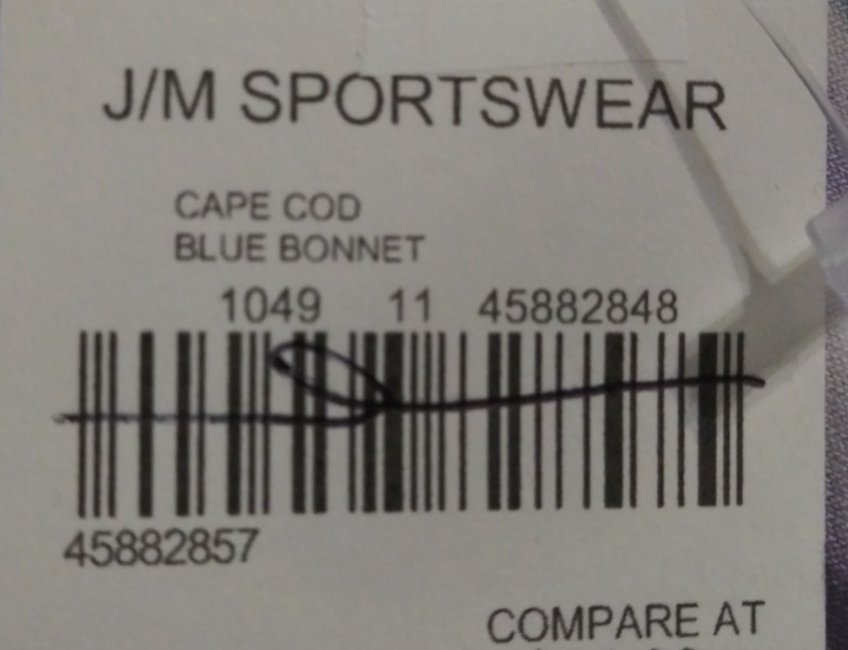 J/M SPORTSWEAR
CAPE COD
BLUE BONNET
1049 11 45882848
45882857
COMPARE AT